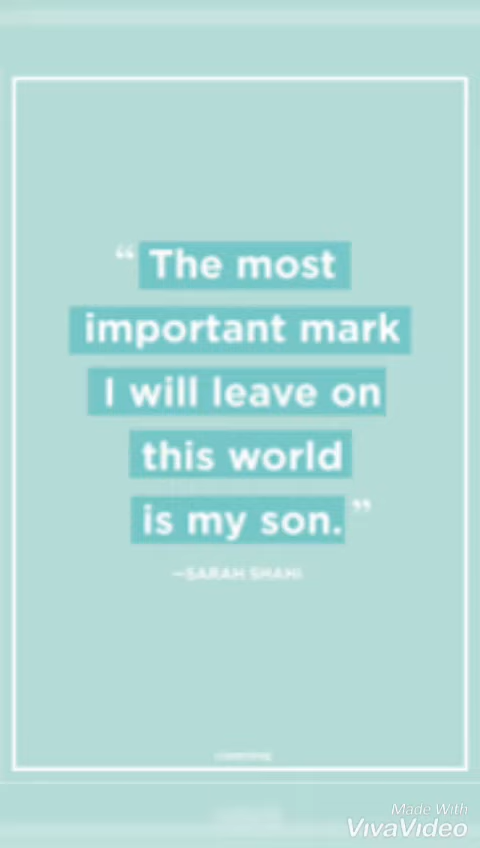 “ The most
important mark
I will leave on
this world
is my son. ”
—SARAH SHAHI
Made With
VivaVideo